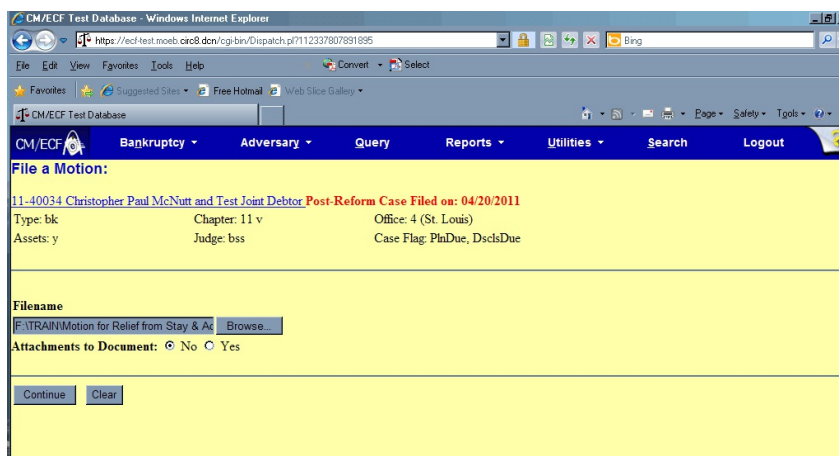 CM/ECF Test Database - Windows Internet Explorer
https://ecf-test.moeb.circ8.dcn/cgi-bin/Dispatch.pl?112337807891895
Bing
File Edit View Favorites Tools Help
Convert Select
Favorites Suggested Sites Free Hotmail Web Slice Gallery
CM/ECF Test Database
Page Safety Tools
CM/ECF Bankruptcy Adversary Query Reports Utilities Search Logout
File a Motion:
11-40034 Christopher Paul McNutt and Test Joint Debtor Post-Reform Case Filed on: 04/20/2011
Type: bk Chapter: 11 v Office: 4 (St. Louis)
Assets: y Judge: bss Case Flag: PlnDue, DsclsDue
Filename
F:\TRAIN\Motion for Relief from Stay & Ac Browse...
Attachments to Document: No Yes
Continue Clear